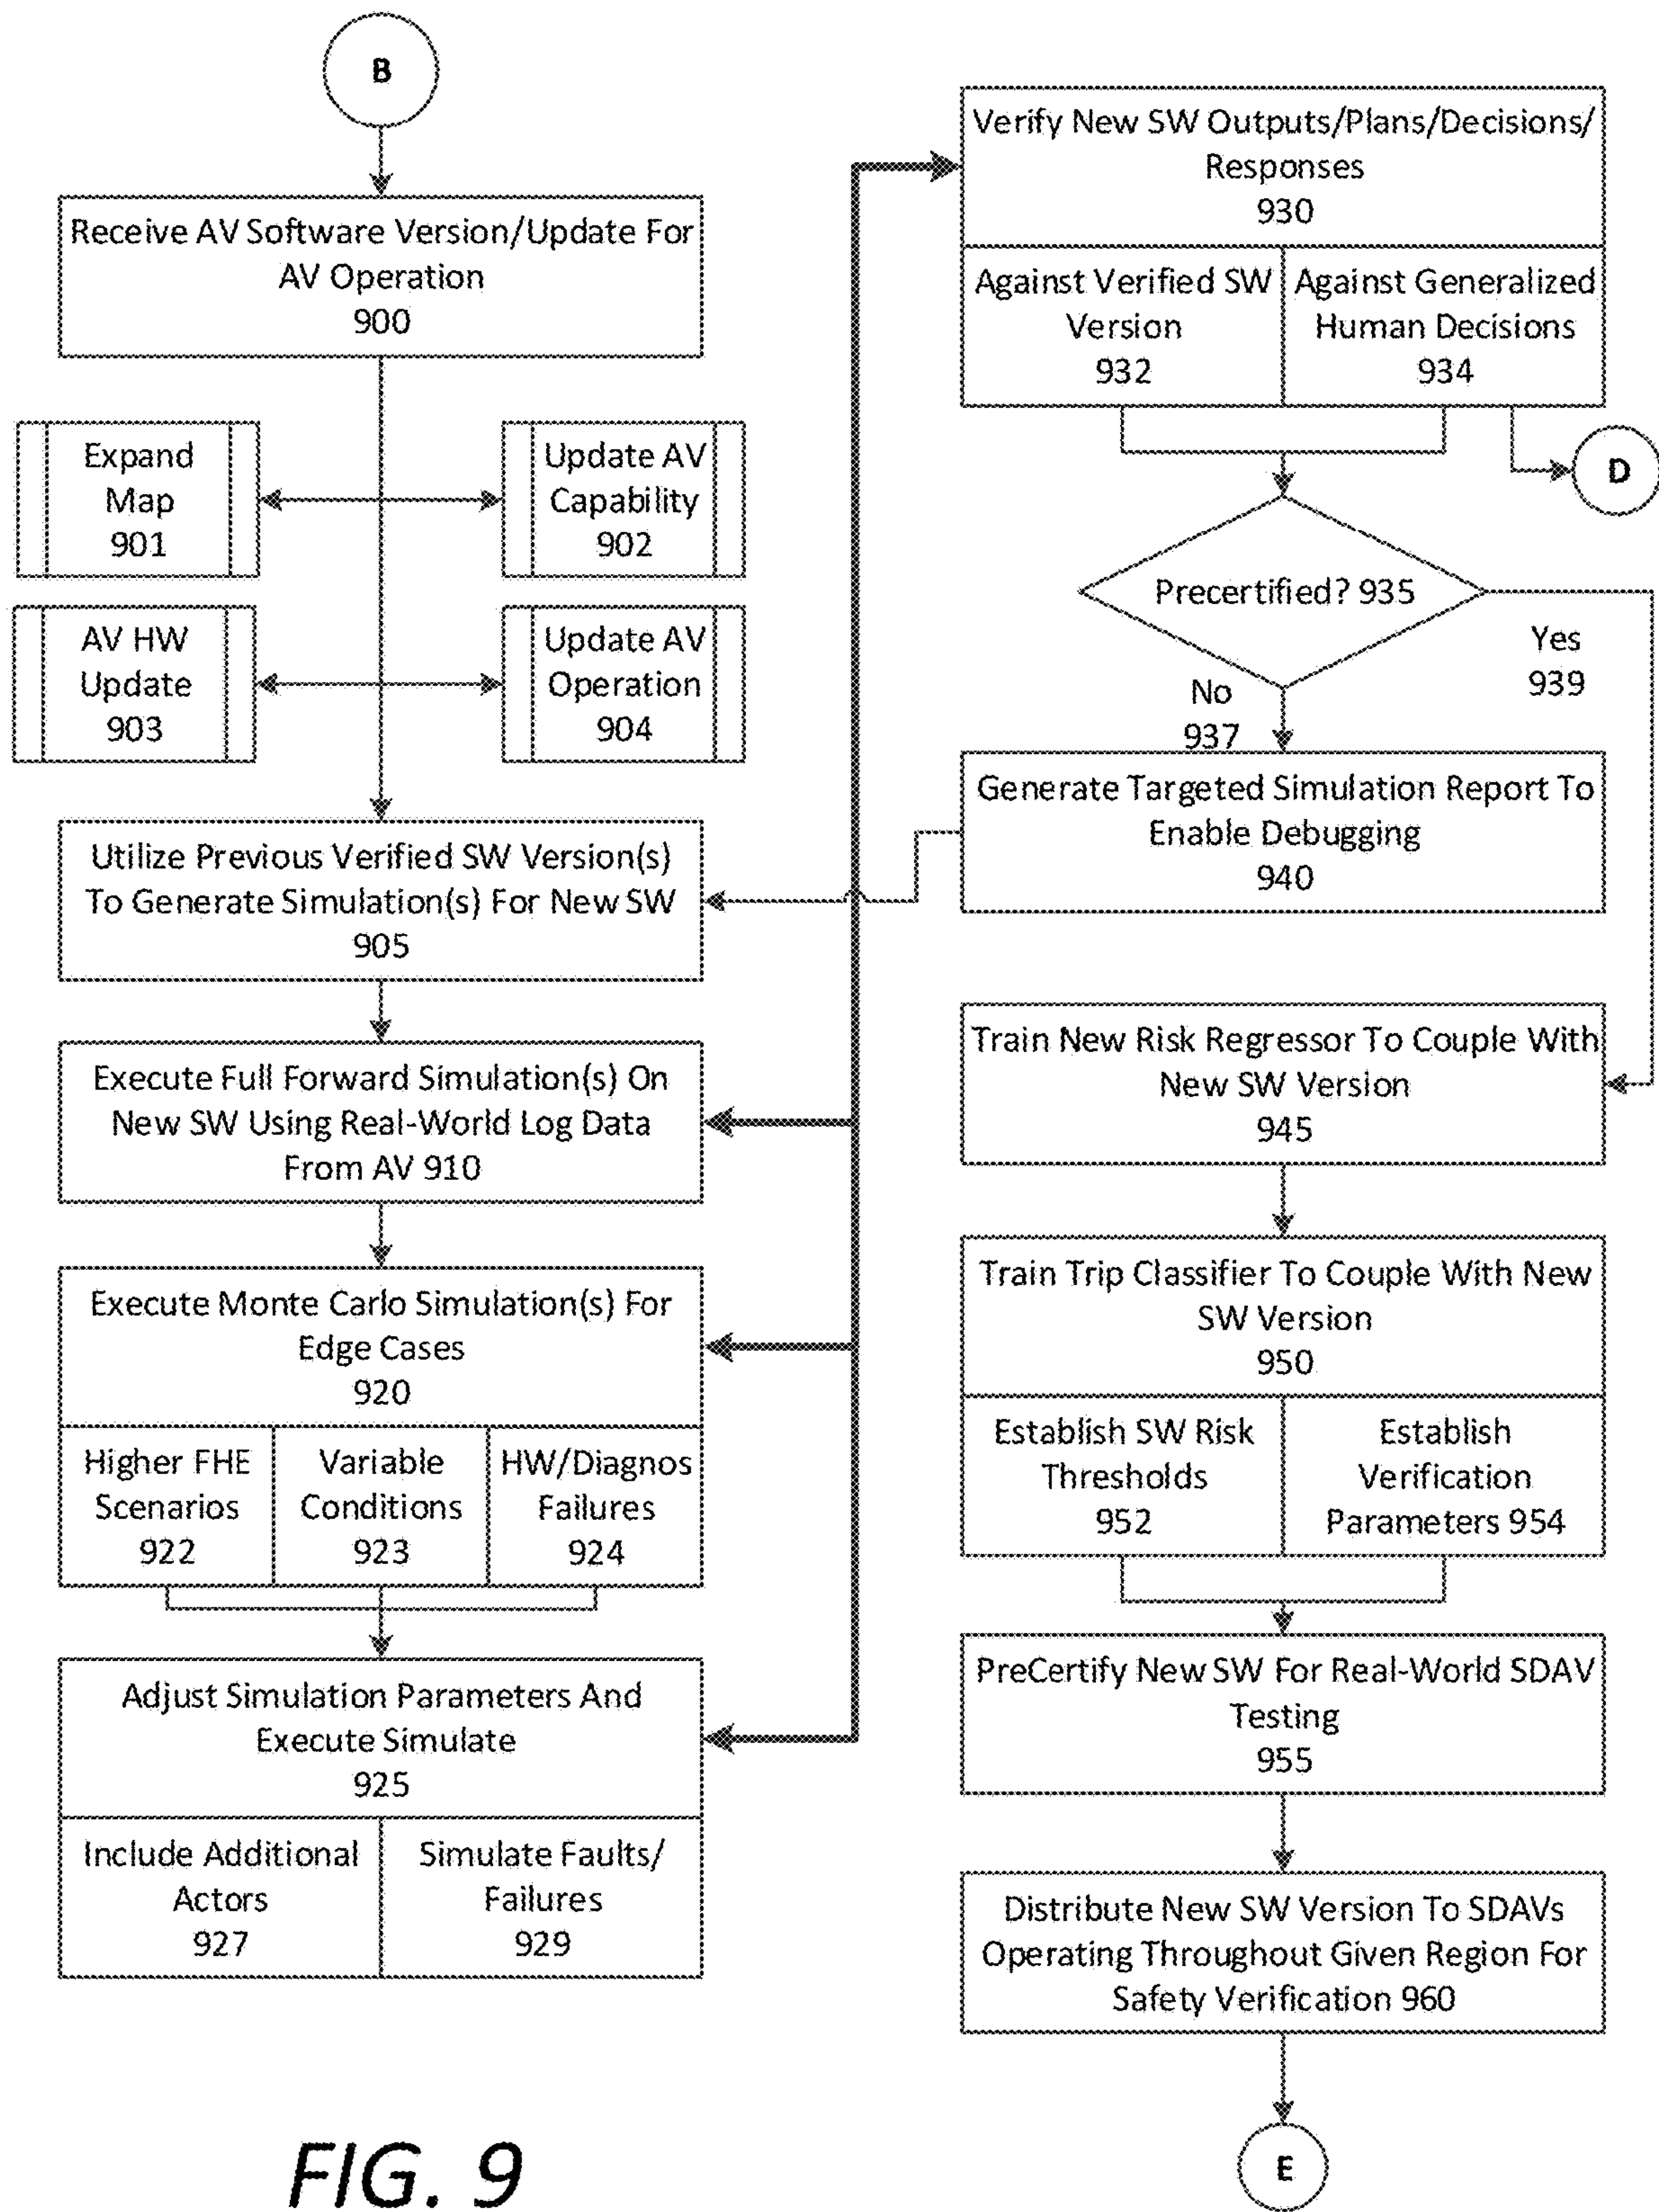 B
Receive AV Software Version/Update For
AV Operation
900
Expand
Map
901
Update AV
Capability
902
AV HW
Update
903
Update AV
Operation
904
Utilize Previous Verified SW Version(s)
To Generate Simulation(s) For New SW
905
Execute Full Forward Simulation(s) On
New SW Using Real-World Log Data
From AV 910
Execute Monte Carlo Simulation(s) For
Edge Cases
920
Higher FHE
Scenarios
922
Variable
Conditions
923
HW/Diagnos
Failures
924
Adjust Simulation Parameters And
Execute Simulate
925
Include Additional
Actors
927
Simulate Faults/
Failures
929
Verify New SW Outputs/Plans/Decisions/
Responses
930
Against Verified SW
Version
932
Against Generalized
Human Decisions
934
D
Precertified? 935
Yes
939
No
937
Generate Targeted Simulation Report To
Enable Debugging
940
Train New Risk Regressor To Couple With
New SW Version
945
Train Trip Classifier To Couple With New
SW Version
950
Establish SW Risk
Thresholds
952
Establish
Verification
Parameters 954
PreCertify New SW For Real-World SDAV
Testing
955
Distribute New SW Version To SDAVs
Operating Throughout Given Region For
Safety Verification 960
E
FIG. 9